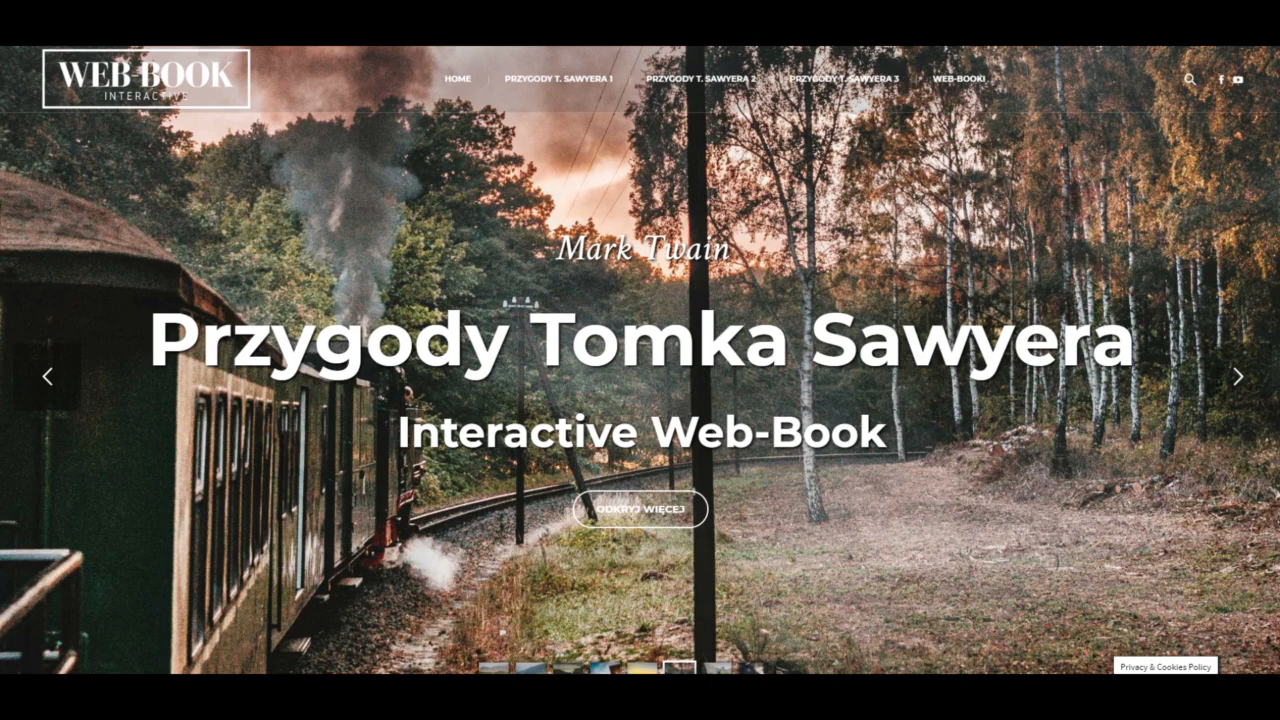 WEB-BOOK
INTERACTIVE
HOME
PRZYGODY T. SAWYERA 1
PRZYGODY T. SAWYERA 2
PRZYGODY T. SAWYERA 3
WEB-BOOKI
Mark Twain
Przygody Tomka Sawyera
Interactive Web-Book
ODKRYJ WIĘCEJ
Privacy & Cookies Policy